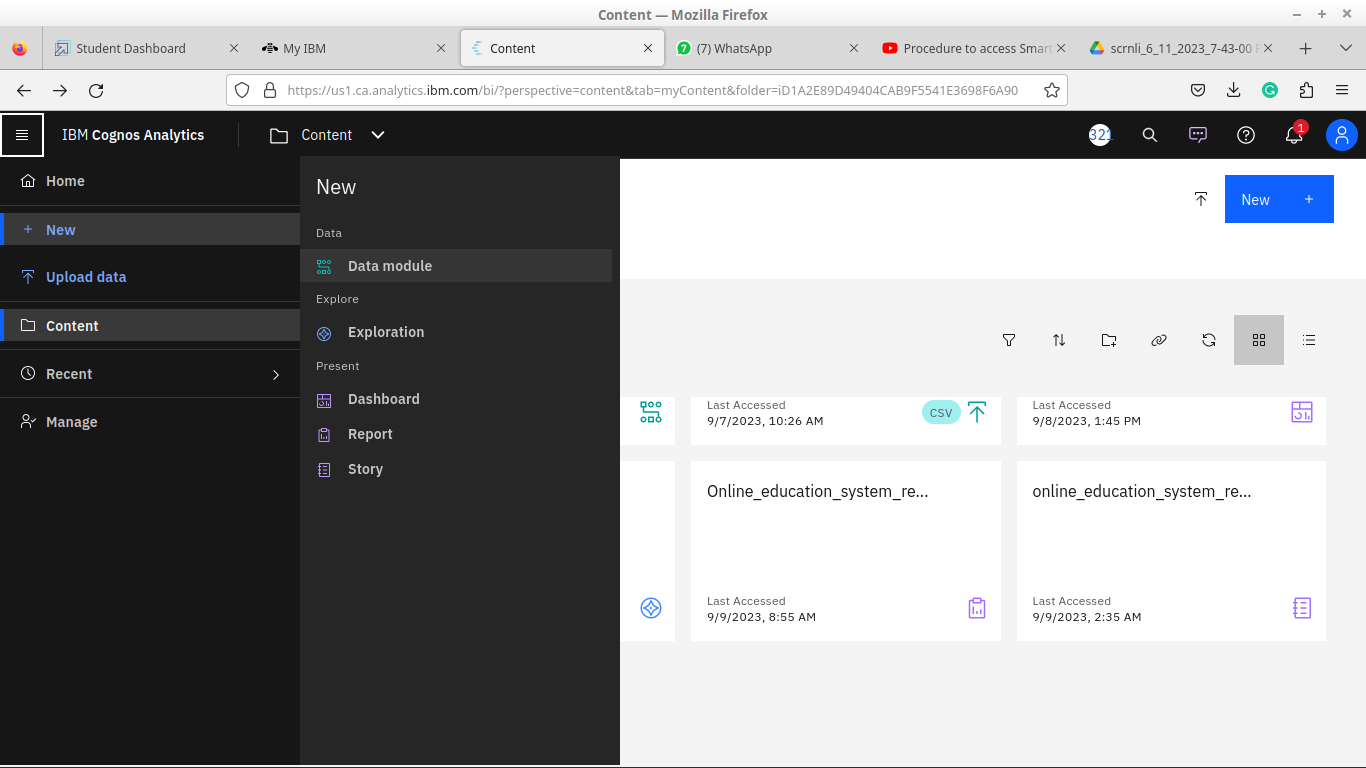 Content — Mozilla Firefox
Student Dashboard
My IBM
Content
(7) WhatsApp
Procedure to access Smart
scrnli_6_11_2023_7-43-00
https://us1.ca.analytics.ibm.com/bi/?perspective=content&tab=myContent&folder=iD1A2E89D49404CAB9F5541E3698F6A90
IBM Cognos Analytics
Content
321
1
Home
New
Upload data
Content
Recent
Manage
New
Data
Data module
Explore
Exploration
Present
Dashboard
Report
Story
New
Last Accessed
9/7/2023, 10:26 AM
CSV
Last Accessed
9/8/2023, 1:45 PM
Online_education_system_re...
online_education_system_re...
Last Accessed
9/9/2023, 8:55 AM
Last Accessed
9/9/2023, 2:35 AM